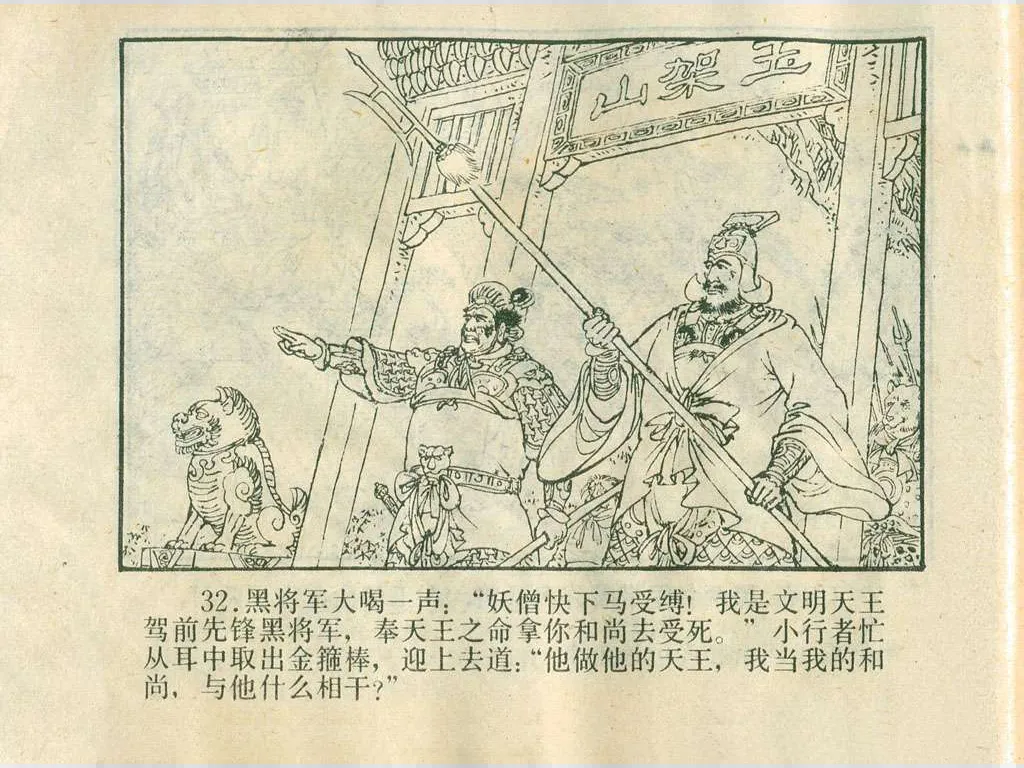 玉架山
32.黑将军大喝一声：“妖僧快下马受缚！我是文明天王
驾前先锋黑将军，奉天王之命拿你和尚去受死。”小行者忙
从耳中取出金箍棒，迎上去道：“他做他的天王，我当我的和
尚，与他什么相干？”